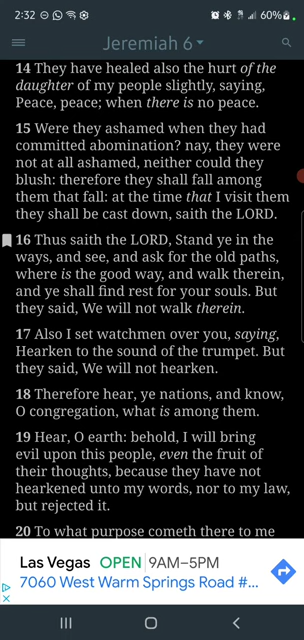 2:32
60%
Jeremiah 6
14 They have healed also the hurt of the
daughter of my people slightly, saying,
Peace, peace; when there is no peace.
15 Were they ashamed when they had
committed abomination? nay, they were
not at all ashamed, neither could they
blush: therefore they shall fall among
them that fall: at the time that I visit them
they shall be cast down, saith the LORD.
16 Thus saith the LORD, Stand ye in the
ways, and see, and ask for the old paths,
where is the good way, and walk therein,
and ye shall find rest for your souls. But
they said, We will not walk therein.
17 Also I set watchmen over you, saying,
Hearken to the sound of the trumpet. But
they said, We will not hearken.
18 Therefore hear, ye nations, and know,
O congregation, what is among them.
19 Hear, O earth: behold, I will bring
evil upon this people, even the fruit of
their thoughts, because they have not
hearkened unto my words, nor to my law,
but rejected it.
20 To what purpose cometh there to me
Las Vegas OPEN 9AM–5PM
7060 West Warm Springs Road #...